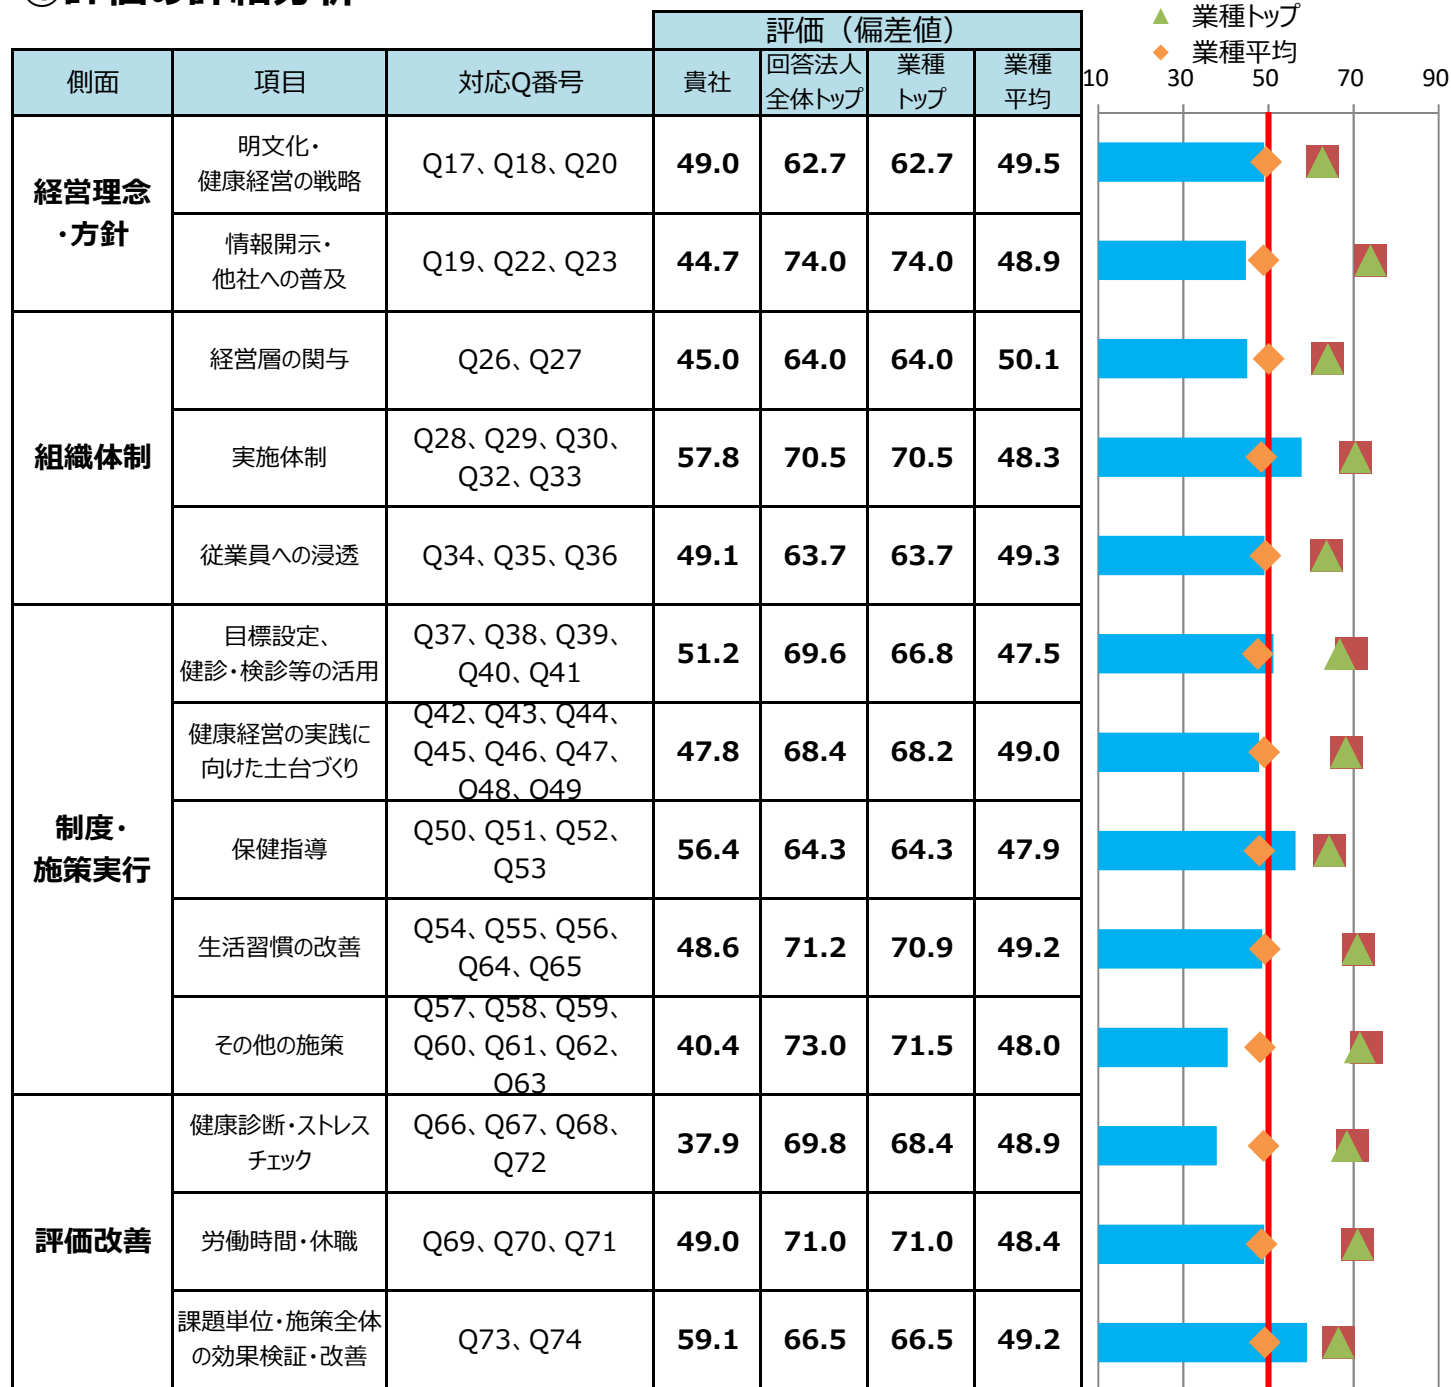 評価（偏差値）
▲ 業種トップ
◆ 業種平均
側面 項目 対応Q番号 貴社 回答法人 業種 業種
全体トップ トップ 平均
10 30 50 70 90
経営理念
・方針
明文化・
健康経営の戦略
Q17、Q18、Q20 49.0 62.7 62.7 49.5
情報開示・
他社への普及
Q19、Q22、Q23 44.7 74.0 74.0 48.9
組織体制
経営層の関与 Q26、Q27 45.0 64.0 64.0 50.1
実施体制
Q28、Q29、Q30、
Q32、Q33
57.8 70.5 70.5 48.3
従業員への浸透 Q34、Q35、Q36 49.1 63.7 63.7 49.3
制度・
施策実行
目標設定、
健診・検診等の活用
Q37、Q38、Q39、
Q40、Q41
51.2 69.6 66.8 47.5
健康経営の実践に
向けた土台づくり
Q42、Q43、Q44、
Q45、Q46、Q47、
Q48、Q49
47.8 68.4 68.2 49.0
保健指導
Q50、Q51、Q52、
Q53
56.4 64.3 64.3 47.9
生活習慣の改善
Q54、Q55、Q56、
Q64、Q65
48.6 71.2 70.9 49.2
その他の施策
Q57、Q58、Q59、
Q60、Q61、Q62、
Q63
40.4 73.0 71.5 48.0
評価改善
健康診断・ストレス
チェック
Q66、Q67、Q68、
Q72
37.9 69.8 68.4 48.9
労働時間・休職 Q69、Q70、Q71 49.0 71.0 71.0 48.4
課題単位・施策全体
の効果検証・改善
Q73、Q74 59.1 66.5 66.5 49.2